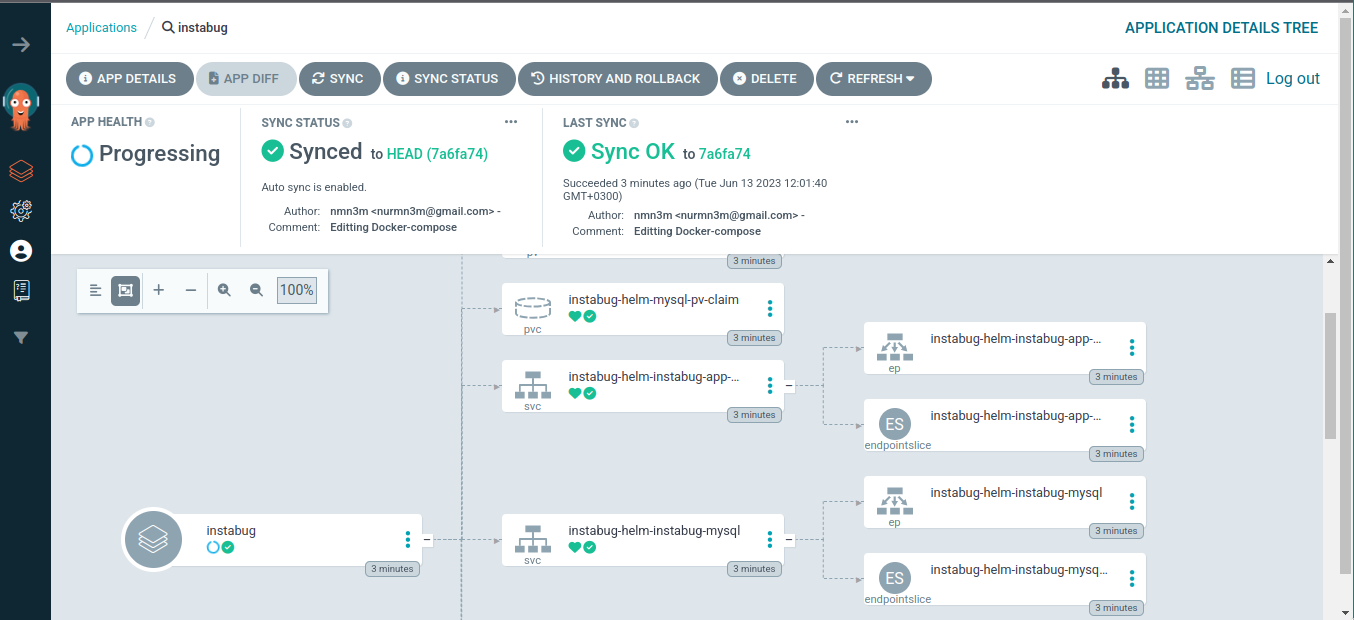 Applications / instabug
APPLICATION DETAILS TREE
APP DETAILS
APP DIFF
SYNC
SYNC STATUS
HISTORY AND ROLLBACK
DELETE
REFRESH
Log out
APP HEALTH
Progressing
SYNC STATUS
Synced to HEAD (7a6fa74)
Auto sync is enabled.
Author: nmn3m <nurmn3m@gmail.com> -
Comment: Editting Docker-compose
LAST SYNC
Sync OK to 7a6fa74
Succeeded 3 minutes ago (Tue Jun 13 2023 12:01:40
GMT+0300)
Author: nmn3m <nurmn3m@gmail.com> -
Comment: Editting Docker-compose
100%
3 minutes
instabug-helm-mysql-pv-claim
pvc
3 minutes
instabug-helm-instabug-app-...
svc
3 minutes
instabug-helm-instabug-app-...
ep
3 minutes
ES
instabug-helm-instabug-app-...
endpointslice
3 minutes
instabug
3 minutes
instabug-helm-instabug-mysql
svc
3 minutes
instabug-helm-instabug-mysql
ep
3 minutes
ES
instabug-helm-instabug-mysq...
endpointslice
3 minutes